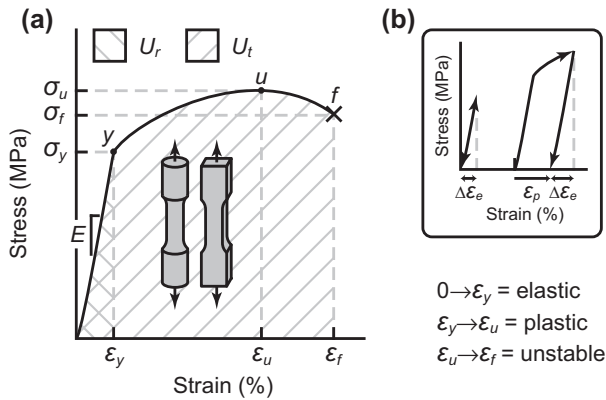 (a)
U_r
U_t
σ_u
σ_f
σ_y
y
u
f
E
Stress (MPa)
ε_y
ε_u
ε_f
Strain (%)
(b)
Stress (MPa)
Δε_e
ε_p
Δε_e
Strain (%)
0→ε_y = elastic
ε_y→ε_u = plastic
ε_u→ε_f = unstable